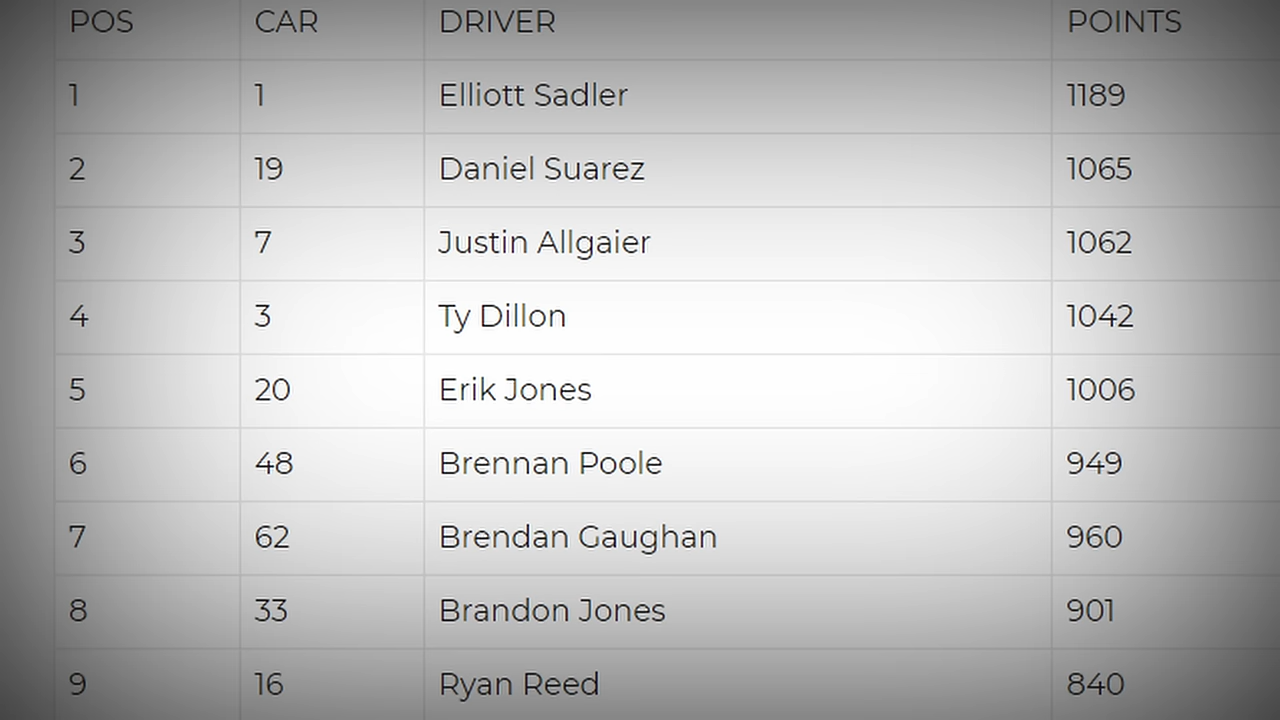 POS CAR DRIVER POINTS
1 1 Elliott Sadler 1189
2 19 Daniel Suarez 1065
3 7 Justin Allgaier 1062
4 3 Ty Dillon 1042
5 20 Erik Jones 1006
6 48 Brennan Poole 949
7 62 Brendan Gaughan 960
8 33 Brandon Jones 901
9 16 Ryan Reed 840